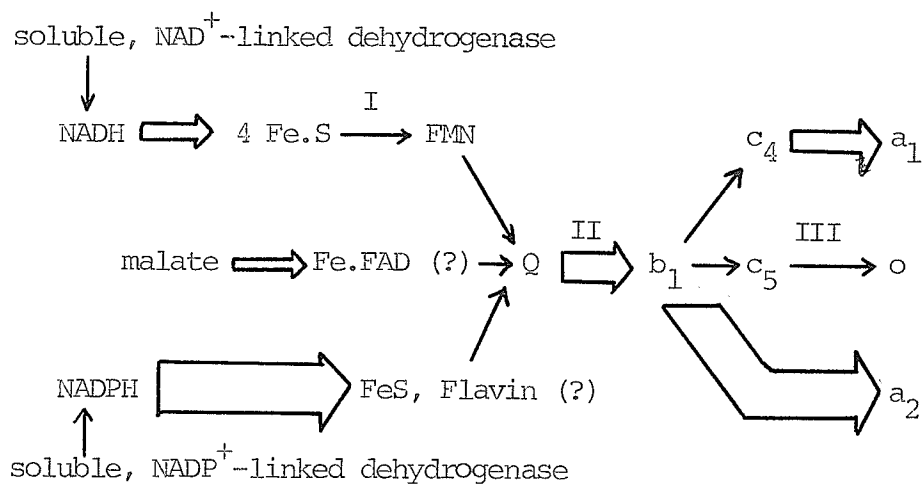 soluble, NAD⁺-linked dehydrogenase
I
NADH 4 Fe.S FMN
c₄ a₁
II III
malate Fe.FAD (?) Q b₁ c₅ o
NADPH FeS, Flavin (?) a₂
soluble, NADP⁺-linked dehydrogenase